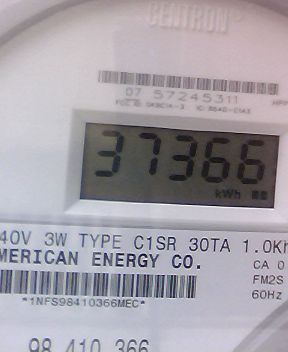 CENTRON
07 57245311
37366
kWh
40V 3W TYPE C1SR 30TA 1.0Kh
MERICAN ENERGY CO.
CA 0
FM2S
60Hz
*1NFS98410366MEC*
98 410 366